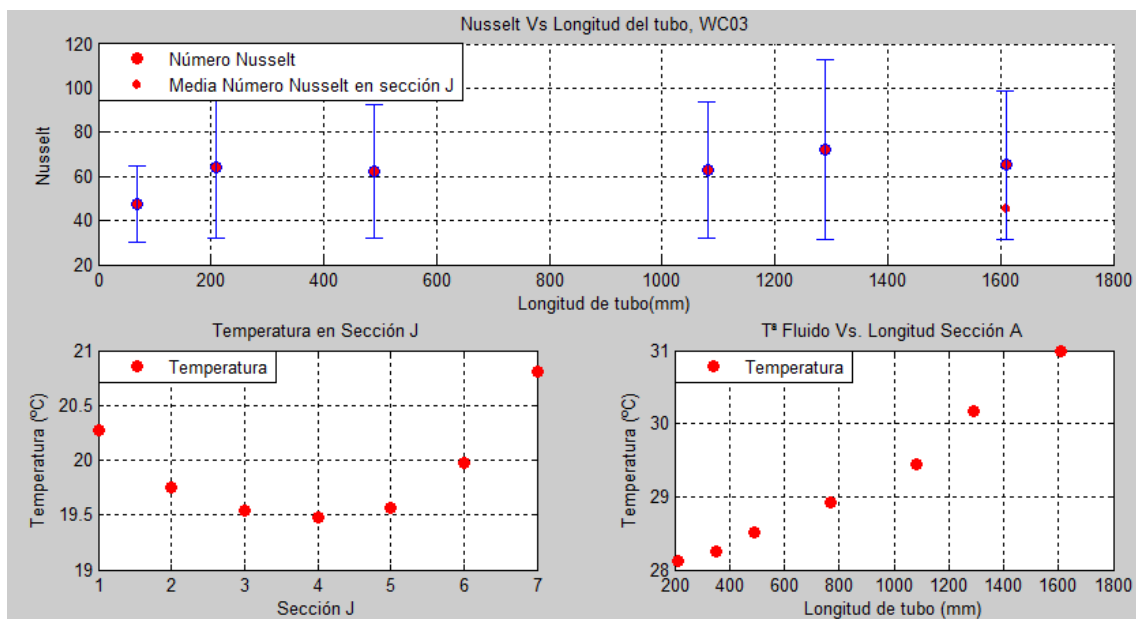 Nusselt Vs Longitud del tubo, WC03
120
100
80
60
40
20
Nusselt
Número Nusselt
Media Número Nusselt en sección J
0 200 400 600 800 1000 1200 1400 1600 1800
Longitud de tubo(mm)
Temperatura en Sección J
21
20.5
20
19.5
19
Temperatura (ºC)
Temperatura
1 2 3 4 5 6 7
Sección J
Tª Fluido Vs. Longitud Sección A
31
30
29
28
Temperatura (ºC)
Temperatura
200 400 600 800 1000 1200 1400 1600 1800
Longitud de tubo (mm)